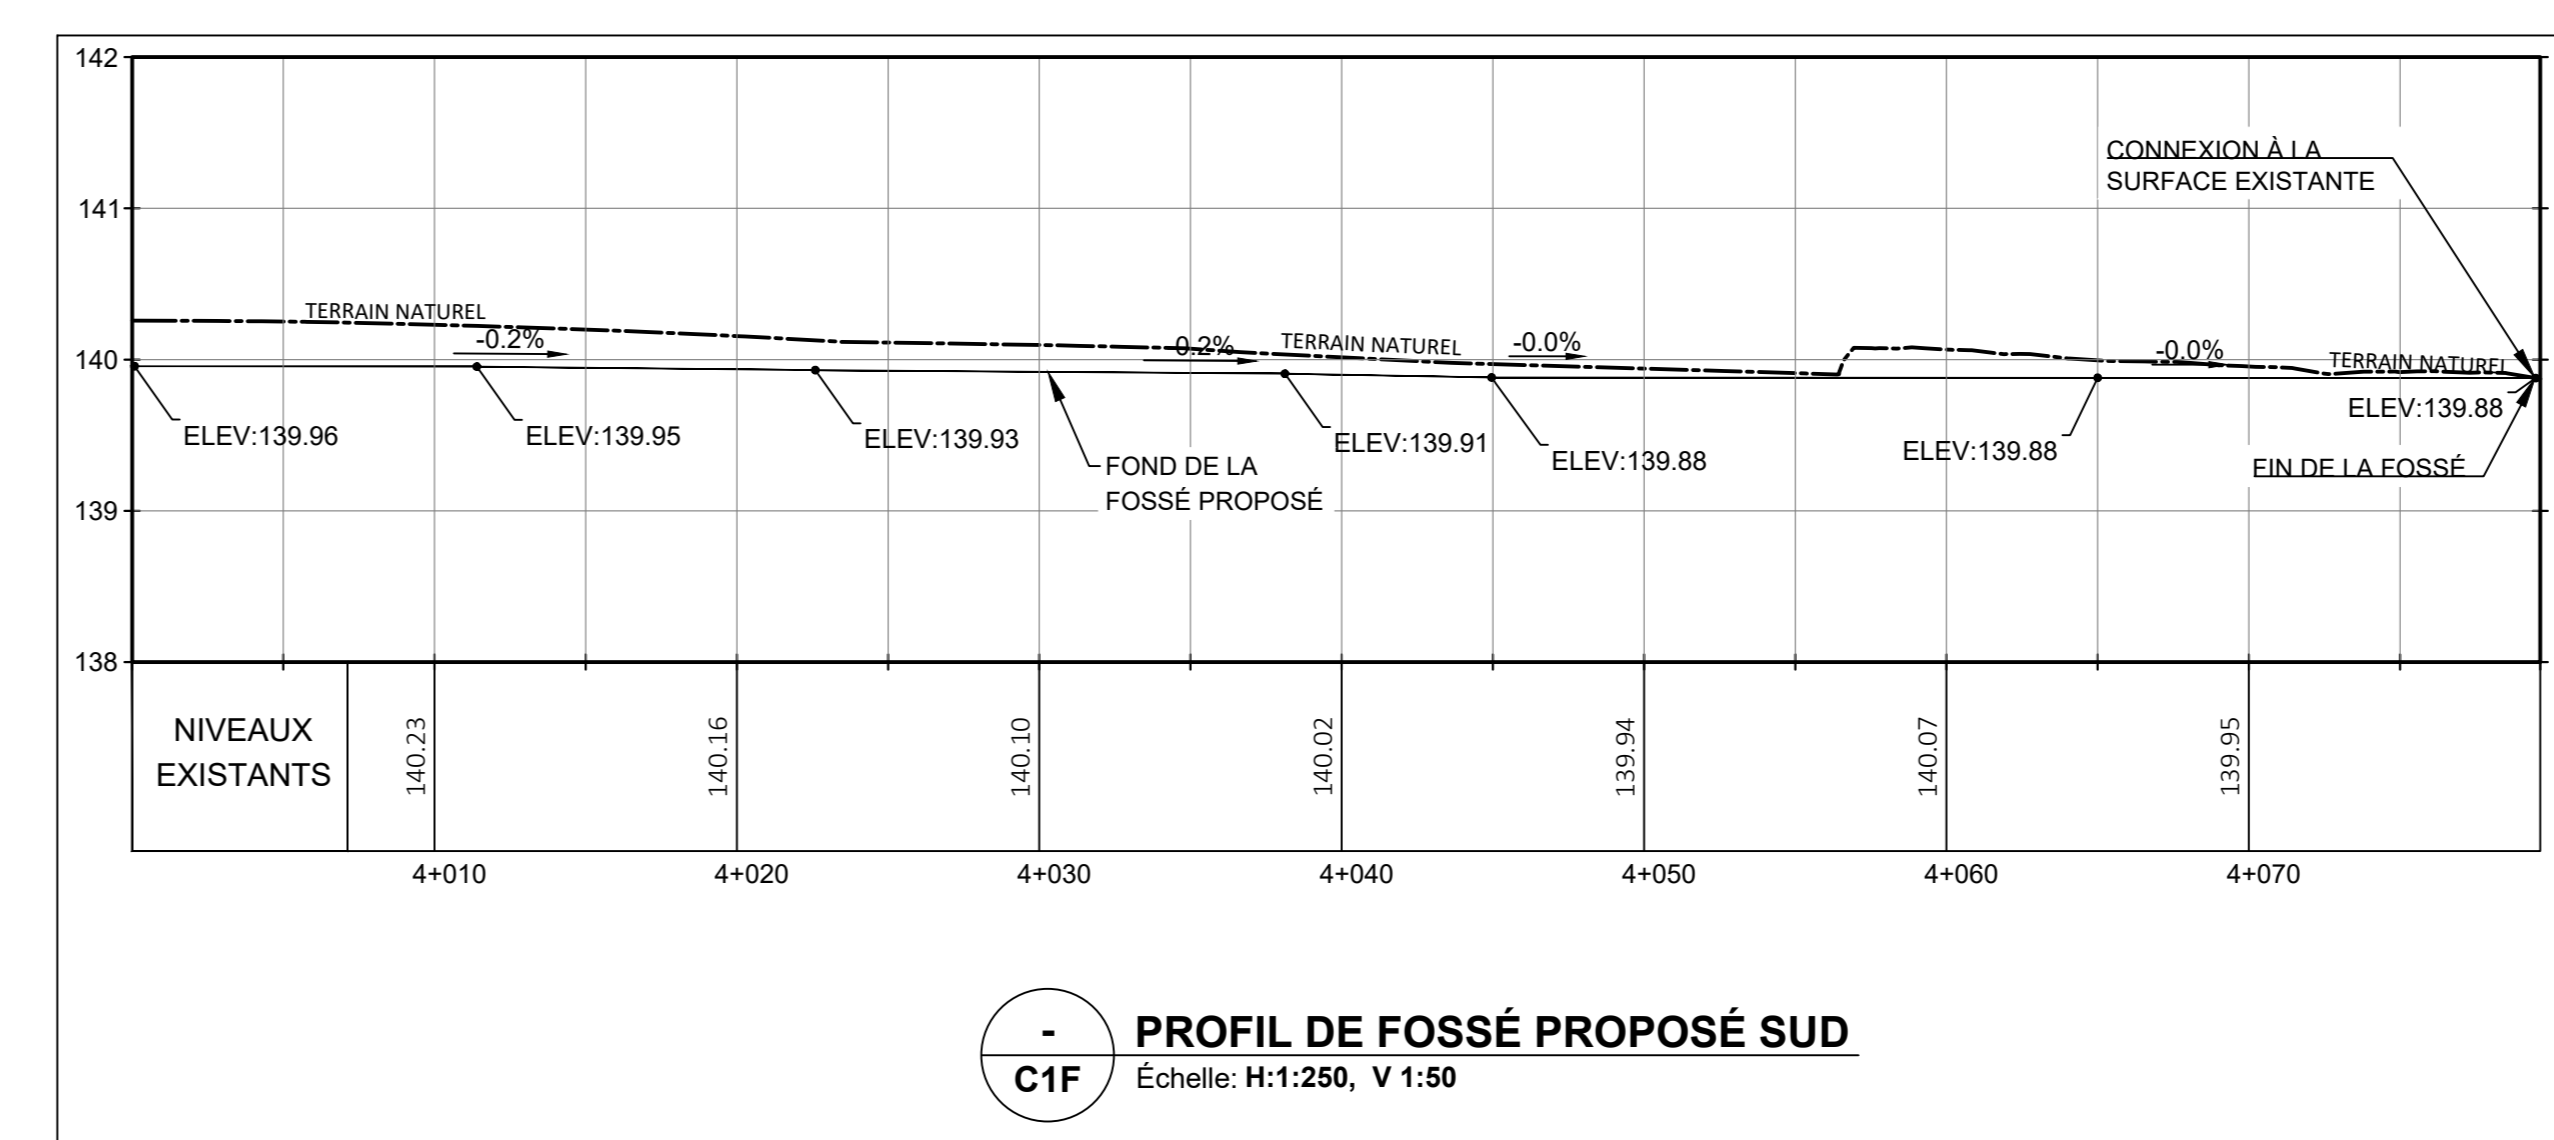 142
141
140
139
138
CONNEXION À LA
SURFACE EXISTANTE
TERRAIN NATUREL
-0.2%
0.2%
TERRAIN NATUREL
-0.0%
-0.0%
TERRAIN NATUREL
ELEV:139.96
ELEV:139.95
ELEV:139.93
ELEV:139.91
ELEV:139.88
ELEV:139.88
ELEV:139.88
FOND DE LA
FOSSÉ PROPOSÉ
FIN DE LA FOSSÉ
NIVEAUX
EXISTANTS
140.23
140.16
140.10
140.02
139.94
140.07
139.95
4+010
4+020
4+030
4+040
4+050
4+060
4+070
-
C1F
PROFIL DE FOSSÉ PROPOSÉ SUD
Échelle: H:1:250, V 1:50